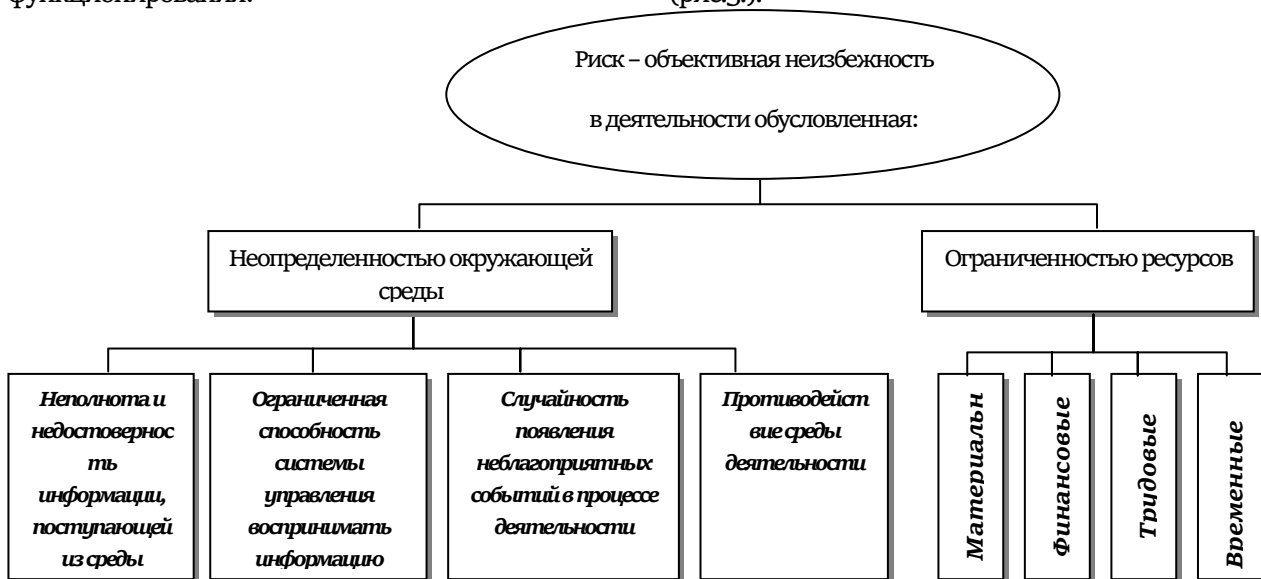 функционирования.
(рис.3.).
Риск – объективная неизбежность
в деятельности обусловленная:
Неопределенностью окружающей
среды
Ограниченностью ресурсов
Неполнота и
недостовернос
ть
информации,
поступающей
из среды
Ограниченная
способность
системы
управления
воспринимать
информацию
Случайность
появления
неблагоприятных
событий в процессе
деятельности
Противодейст
вие среды
деятельности
Материальн
Финансовые
Трудовые
Временные